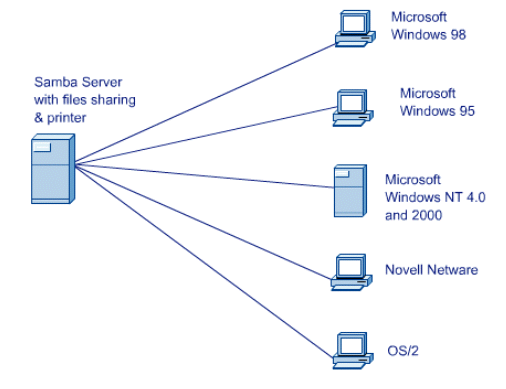 Samba Server
with files sharing
& printer
Microsoft
Windows 98
Microsoft
Windows 95
Microsoft
Windows NT 4.0
and 2000
Novell Netware
OS/2